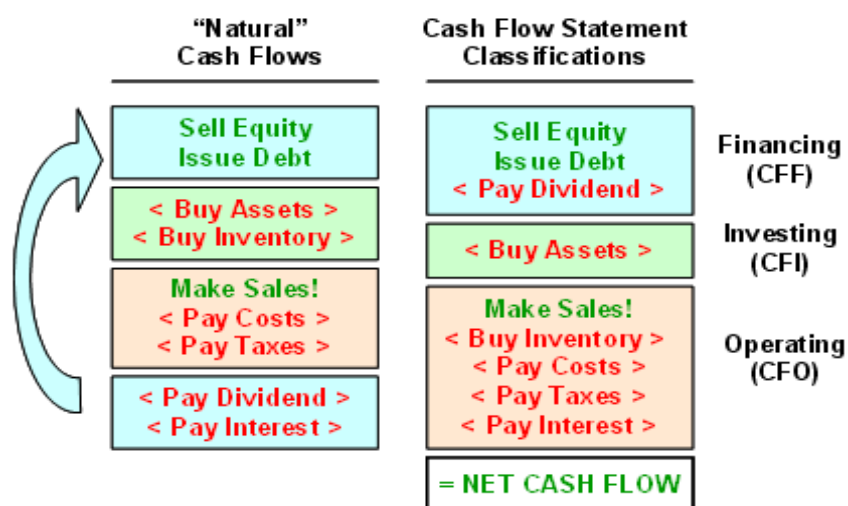 “Natural”
Cash Flows
Cash Flow Statement
Classifications
Sell Equity
Issue Debt
< Buy Assets >
< Buy Inventory >
Make Sales!
< Pay Costs >
< Pay Taxes >
< Pay Dividend >
< Pay Interest >
Sell Equity
Issue Debt
< Pay Dividend >
Financing
(CFF)
< Buy Assets >
Investing
(CFI)
Make Sales!
< Buy Inventory >
< Pay Costs >
< Pay Taxes >
< Pay Interest >
Operating
(CFO)
= NET CASH FLOW